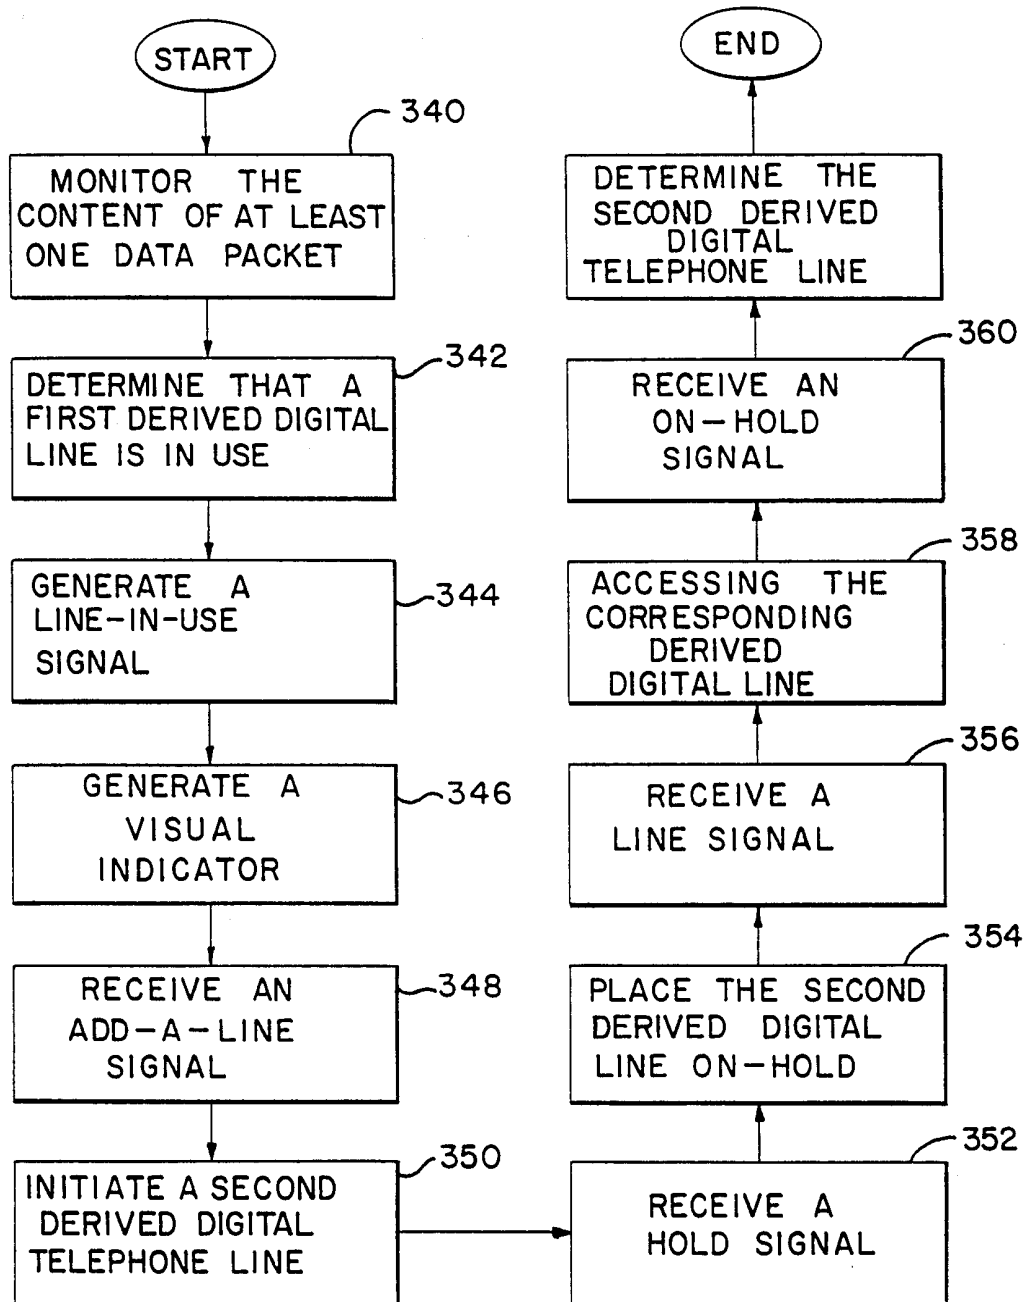 START
340
MONITOR THE
CONTENT OF AT LEAST
ONE DATA PACKET
342
DETERMINE THAT A
FIRST DERIVED DIGITAL
LINE IS IN USE
344
GENERATE A
LINE-IN-USE
SIGNAL
346
GENERATE A
VISUAL
INDICATOR
348
RECEIVE AN
ADD-A-LINE
SIGNAL
350
INITIATE A SECOND
DERIVED DIGITAL
TELEPHONE LINE
352
RECEIVE A
HOLD SIGNAL
354
PLACE THE SECOND
DERIVED DIGITAL
LINE ON-HOLD
356
RECEIVE A
LINE SIGNAL
358
ACCESSING THE
CORRESPONDING
DERIVED
DIGITAL LINE
360
RECEIVE AN
ON-HOLD
SIGNAL
DETERMINE THE
SECOND DERIVED
DIGITAL
TELEPHONE LINE
END